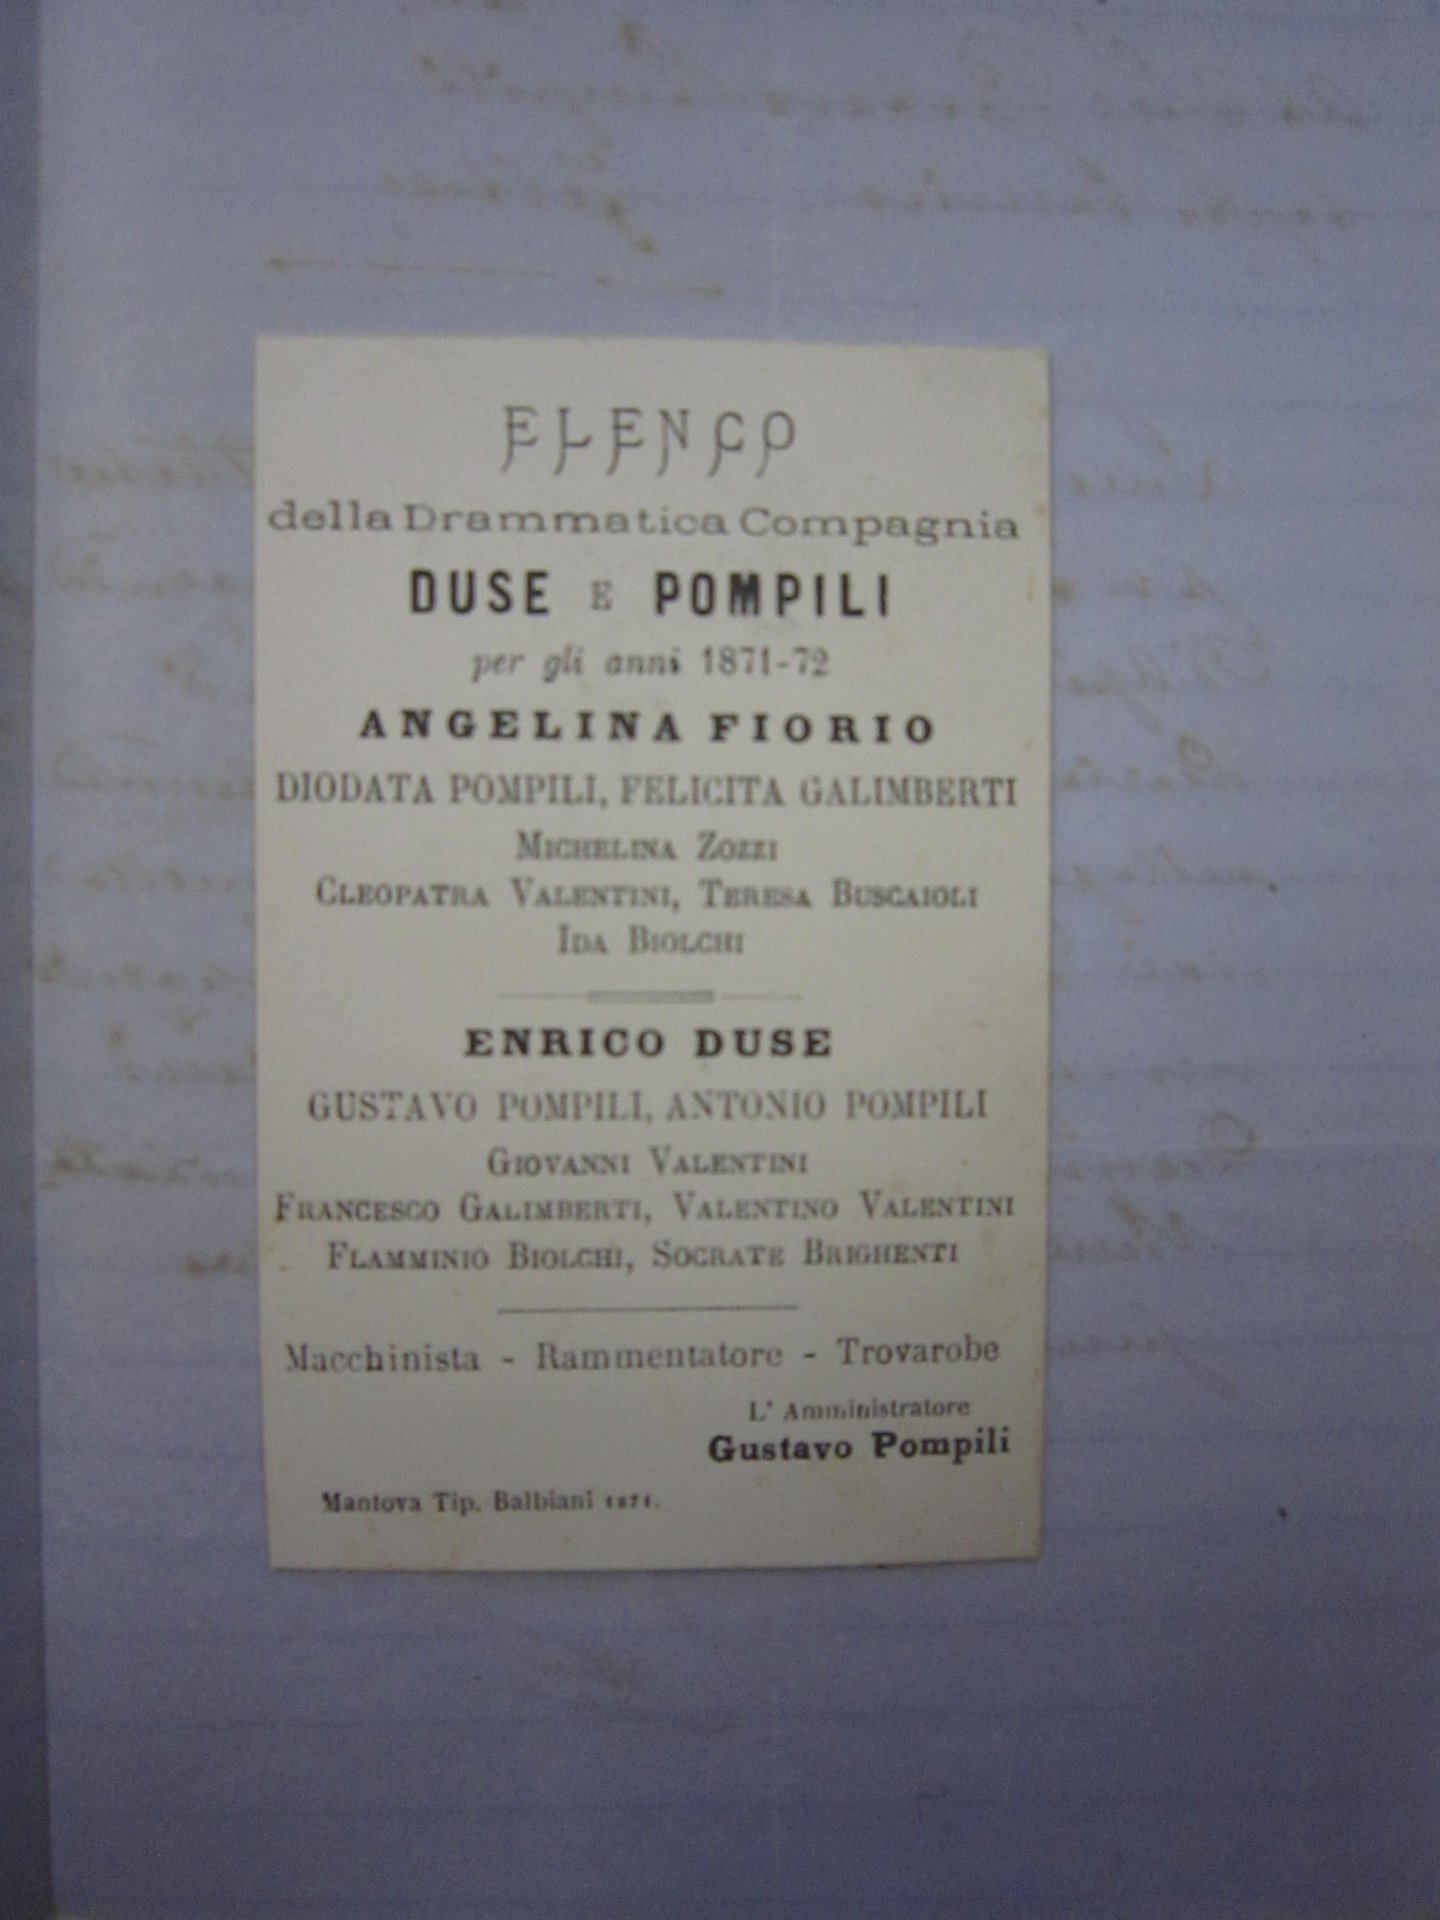 ELENCO
della Drammatica Compagnia
DUSE E POMPILI
per gli anni 1871-72
ANGELINA FIORIO
DIODATA POMPILI, FELICITA GALIMBERTI
MICHELINA ZOZZI
CLEOPATRA VALENTINI, TERESA BUSCAIOLI
IDA BIOLCHI
ENRICO DUSE
GUSTAVO POMPILI, ANTONIO POMPILI
GIOVANNI VALENTINI
FRANCESCO GALIMBERTI, VALENTINO VALENTINI
FLAMMINIO BIOLCHI, SOCRATE BRIGHENTI
Macchinista - Rammentatore - Trovarobe
L' Amministratore
Gustavo Pompili
Mantova Tip. Balbiani 1871.